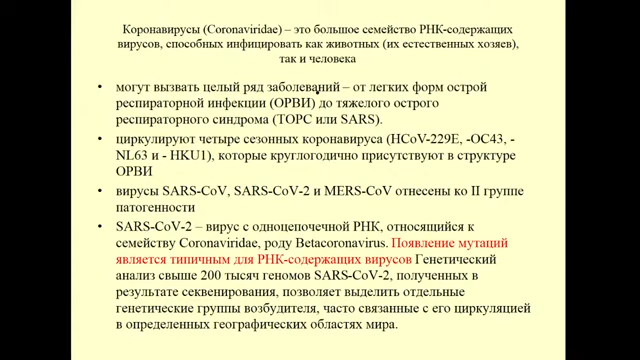 Коронавирусы (Coronaviridae) – это большое семейство РНК-содержащих
вирусов, способных инфицировать как животных (их естественных хозяев),
так и человека
• могут вызвать целый ряд заболеваний – от легких форм острой
респираторной инфекции (ОРВИ) до тяжелого острого
респираторного синдрома (ТОРС или SARS).
• циркулируют четыре сезонных коронавируса (HCoV-229E, -OC43, -
NL63 и - HKU1), которые круглогодично присутствуют в структуре
ОРВИ
• вирусы SARS-CoV, SARS-CoV-2 и MERS-CoV отнесены ко II группе
патогенности
• SARS-CoV-2 – вирус с одноцепочечной РНК, относящийся к
семейству Coronaviridae, роду Betacoronavirus. Появление мутаций
является типичным для РНК-содержащих вирусов Генетический
анализ свыше 200 тысяч геномов SARS-CoV-2, полученных в
результате секвенирования, позволяет выделить отдельные
генетические группы возбудителя, часто связанные с его циркуляцией
в определенных географических областях мира.